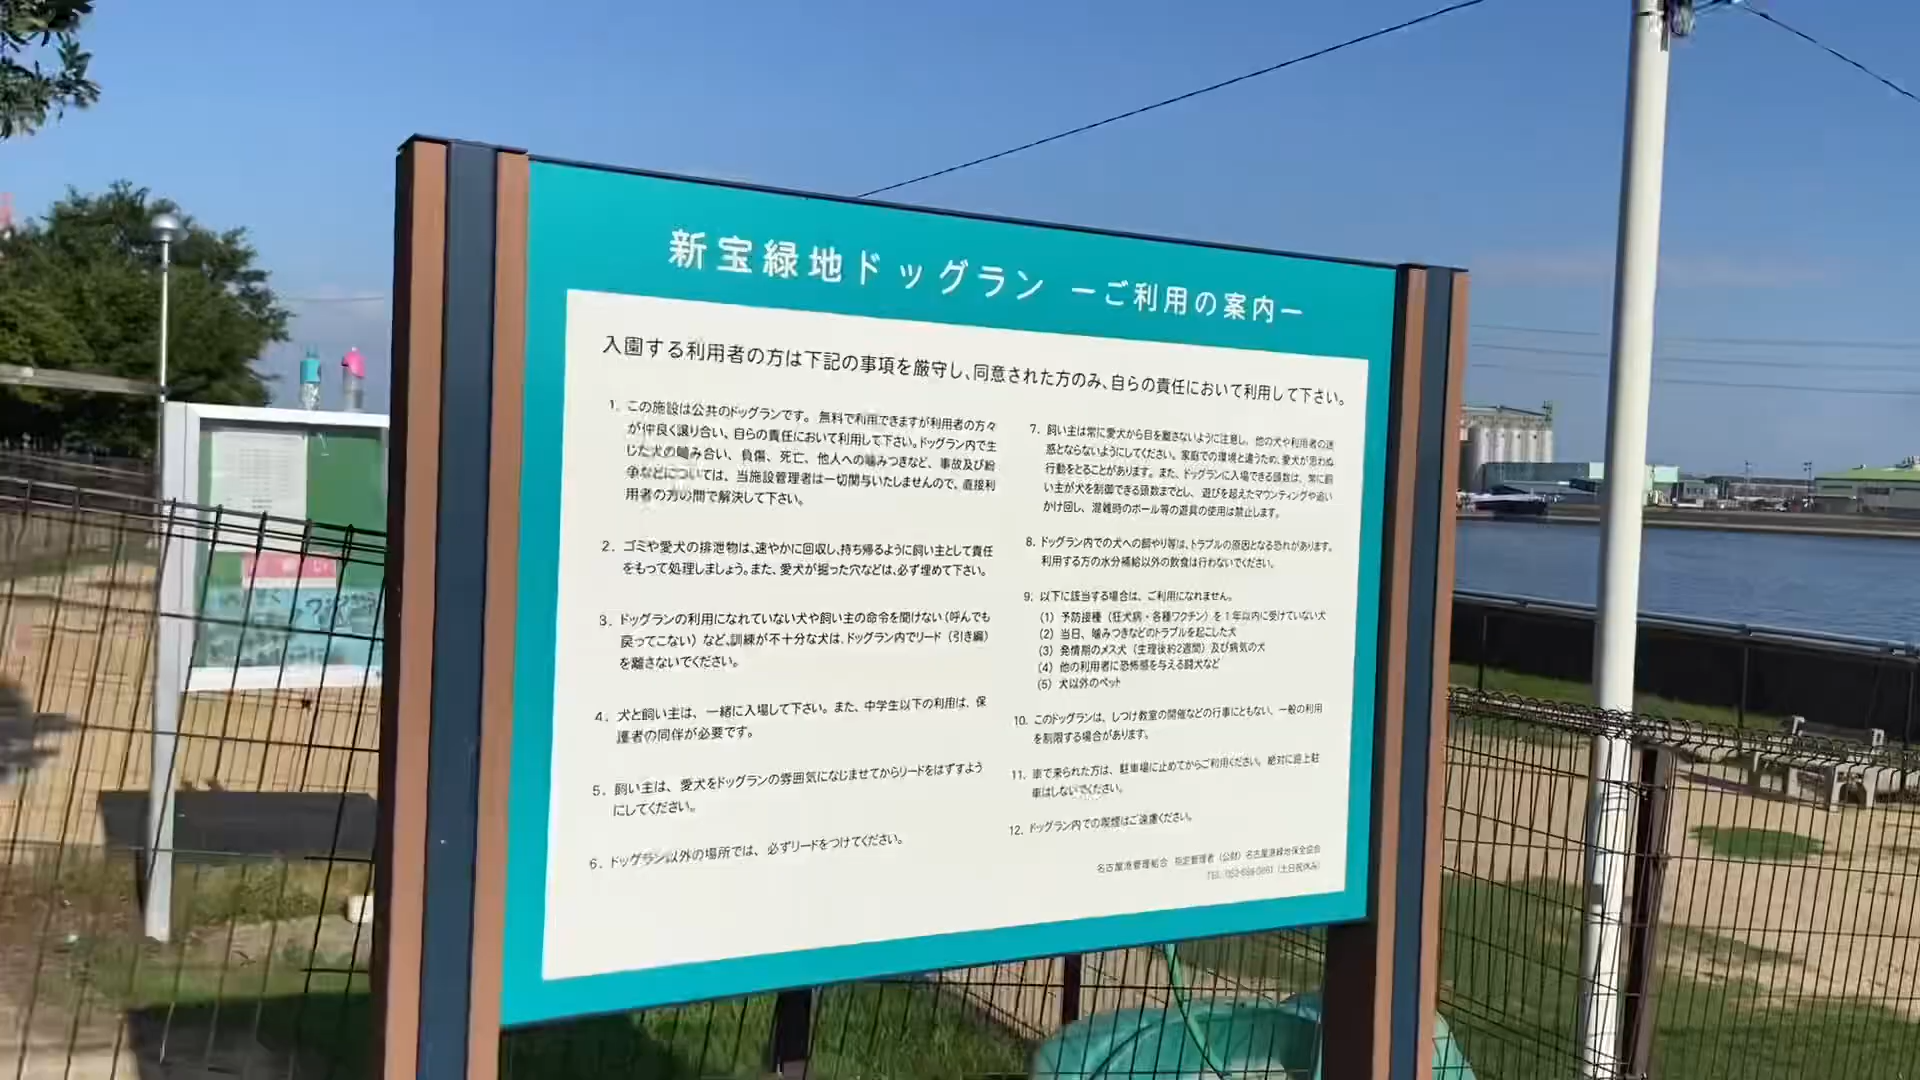 新宝緑地ドッグラン ーご利用の案内ー
入園する利用者の方は下記の事項を厳守し、同意された方のみ、自らの責任において利用して下さい。
1. この施設は公共のドッグランです。無料で利用できますが利用者の方々
が仲良く譲り合い、自らの責任において利用して下さい。ドッグラン内で生
じた犬の噛み合い、負傷、死亡、他人への噛みつきなど、事故及び紛
争などについては、当施設管理者は一切関与いたしませんので、直接利
用者の方の間で解決して下さい。
2. ゴミや愛犬の排泄物は、速やかに回収し、持ち帰るように飼い主として責任
をもって処理しましょう。また、愛犬が掘った穴などは、必ず埋めて下さい。
3. ドッグランの利用になれていない犬や飼い主の命令を聞けない（呼んでも
戻ってこない）など、訓練が不十分な犬は、ドッグラン内でリード（引き綱）
を離さないでください。
4. 犬と飼い主は、一緒に入場して下さい。また、中学生以下の利用は、保
護者の同伴が必要です。
5. 飼い主は、愛犬をドッグランの雰囲気になじませてからリードをはずすよう
にしてください。
6. ドッグラン以外の場所では、必ずリードをつけてください。
7. 飼い主は常に愛犬から目を離さないように注意し、他の犬や利用者の迷
惑とならないようにしてください。家庭での環境と違うため、愛犬が思わぬ
行動をとることがあります。また、ドッグランに入場できる頭数は、常に飼
い主が犬を制御できる頭数までとし、遊びを超えたマウンティングや追い
かけ回し、混雑時のボール等の遊具の使用は禁止します。
8. ドッグラン内での犬への餌やり等は、トラブルの原因となる恐れがあります。
利用する方の水分補給以外の飲食は行わないでください。
9. 以下に該当する場合は、ご利用になれません。
(1) 予防接種（狂犬病・各種ワクチン）を1年以内に受けていない犬
(2) 当日、噛みつきなどのトラブルを起こした犬
(3) 発情期のメス犬（生理後約2週間）及び病気の犬
(4) 他の利用者に恐怖感を与える闘犬など
(5) 犬以外のペット
10. このドッグランは、しつけ教室の開催などの行事にともない、一般の利用
を制限する場合があります。
11. 車で来られた方は、駐車場に止めてからご利用ください。絶対に迎上駐
車はしないでください。
12. ドッグラン内での喫煙はご遠慮ください。
名古屋港管理組合 指定管理者（公財）名古屋港緑地保全協会